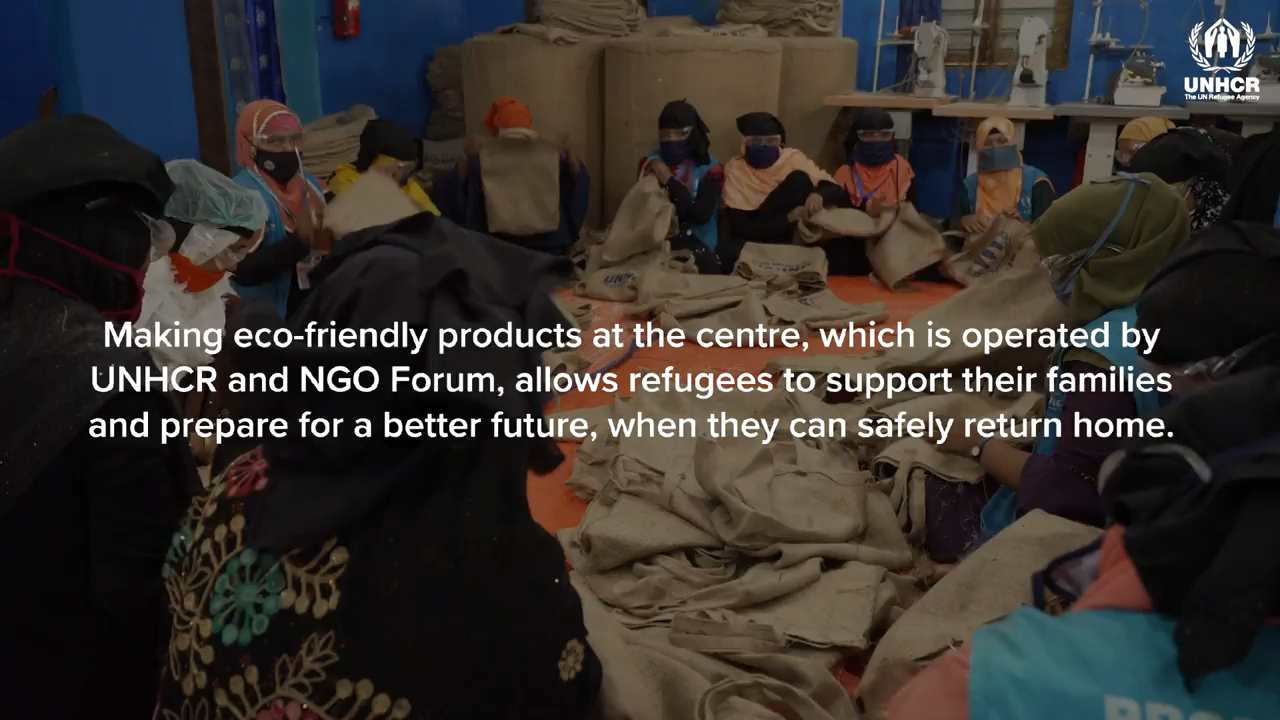 UNHCR
The UN Refugee Agency
Making eco-friendly products at the centre, which is operated by
UNHCR and NGO Forum, allows refugees to support their families
and prepare for a better future, when they can safely return home.